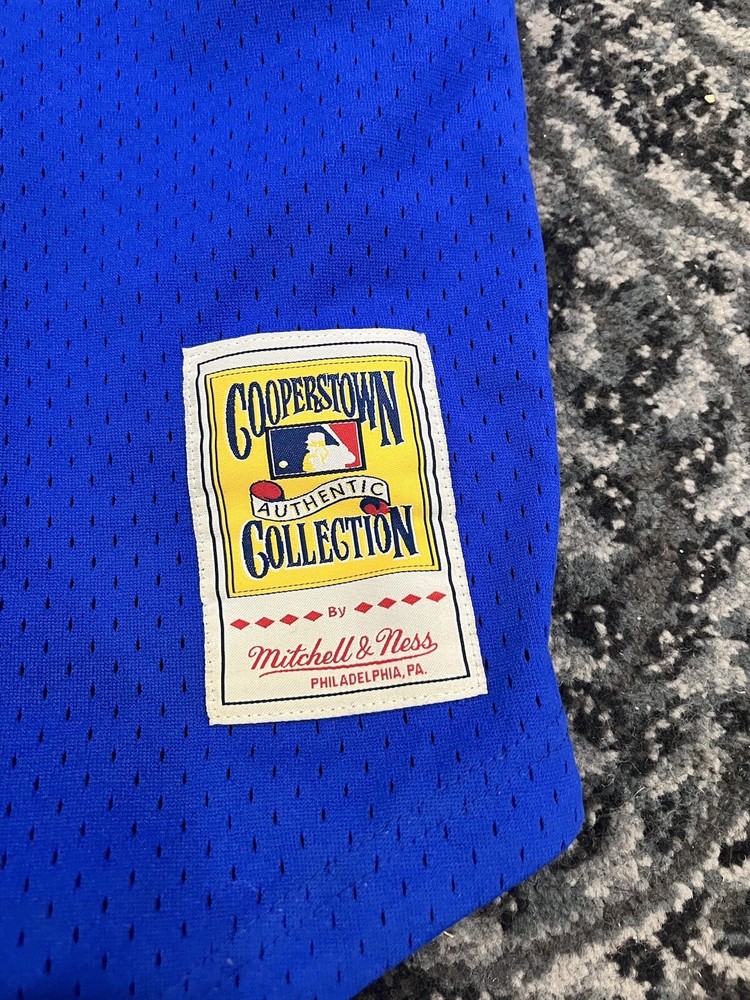 COOPERSTOWN
AUTHENTIC
COLLECTION
By
Mitchell & Ness
PHILADELPHIA, PA.